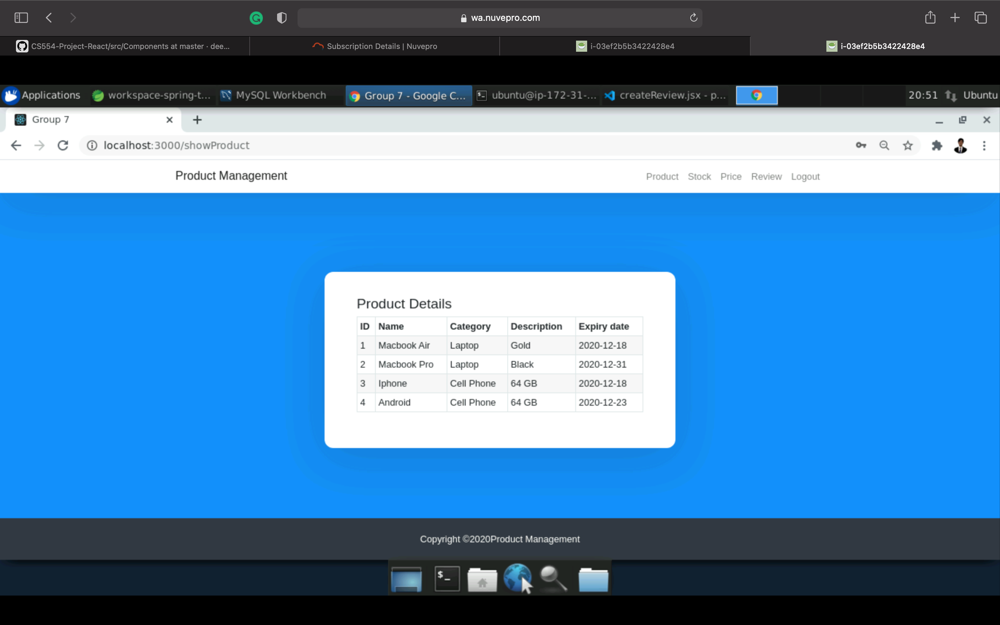 wa.nuvepro.com
CS554-Project-React/src/Components at master · dee... Subscription Details | Nuvepro i-03ef2b5b3422428e4 i-03ef2b5b3422428e4
Applications workspace-spring-t... MySQL Workbench Group 7 - Google C... ubuntu@ip-172-31-... createReview.jsx - p... 20:51 Ubuntu
Group 7
localhost:3000/showProduct
Product Management Product Stock Price Review Logout
Product Details
ID Name Category Description Expiry date
1 Macbook Air Laptop Gold 2020-12-18
2 Macbook Pro Laptop Black 2020-12-31
3 Iphone Cell Phone 64 GB 2020-12-18
4 Android Cell Phone 64 GB 2020-12-23
Copyright ©2020Product Management
$_